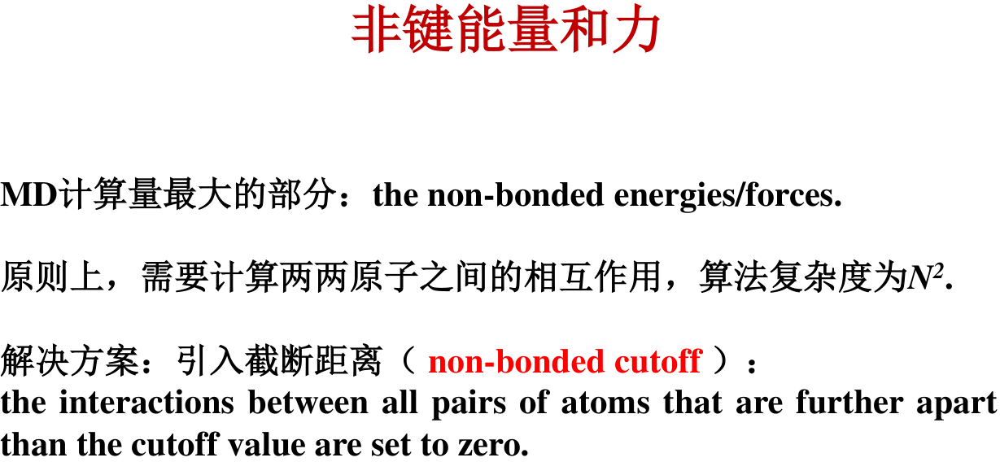 非键能量和力
MD计算量最大的部分：the non-bonded energies/forces.
原则上，需要计算两两原子之间的相互作用，算法复杂度为N².
解决方案：引入截断距离（ non-bonded cutoff ）：
the interactions between all pairs of atoms that are further apart
than the cutoff value are set to zero.